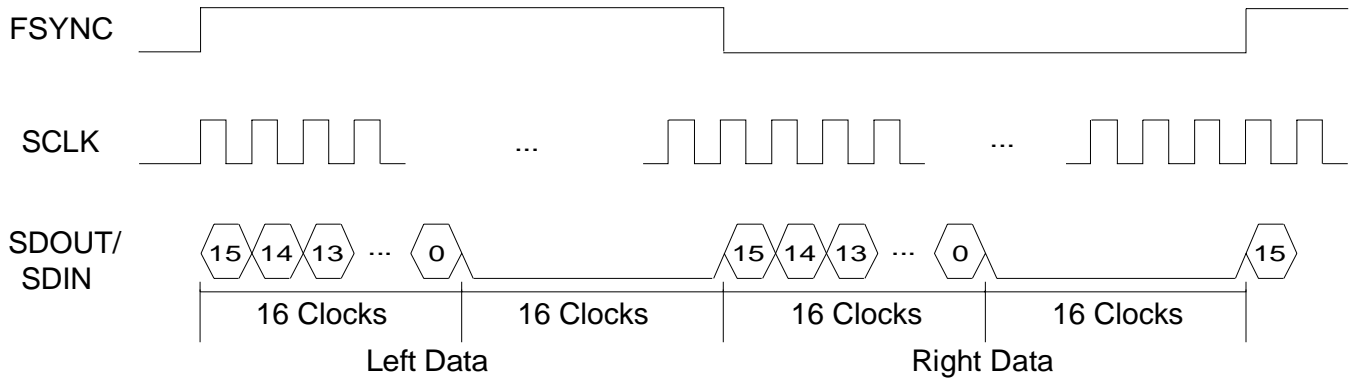 FSYNC
SCLK
... ...
SDOUT/
SDIN
15 14 13 ... 0 15 14 13 ... 0 15
16 Clocks 16 Clocks 16 Clocks 16 Clocks
Left Data Right Data